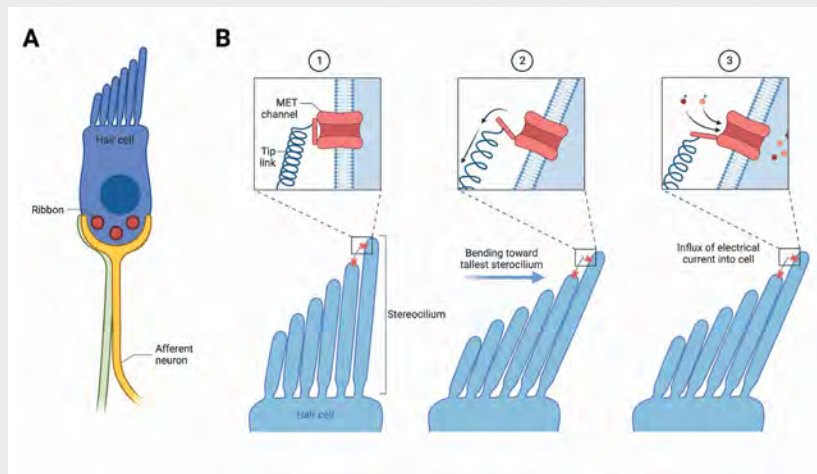 A
Hair cell
Ribbon
Afferent
neuron
B
1
MET
channel
Tip
link
Stereocilium
Hair cell
2
Bending toward
tallest sterocilium
3
Influx of electrical
current into cell